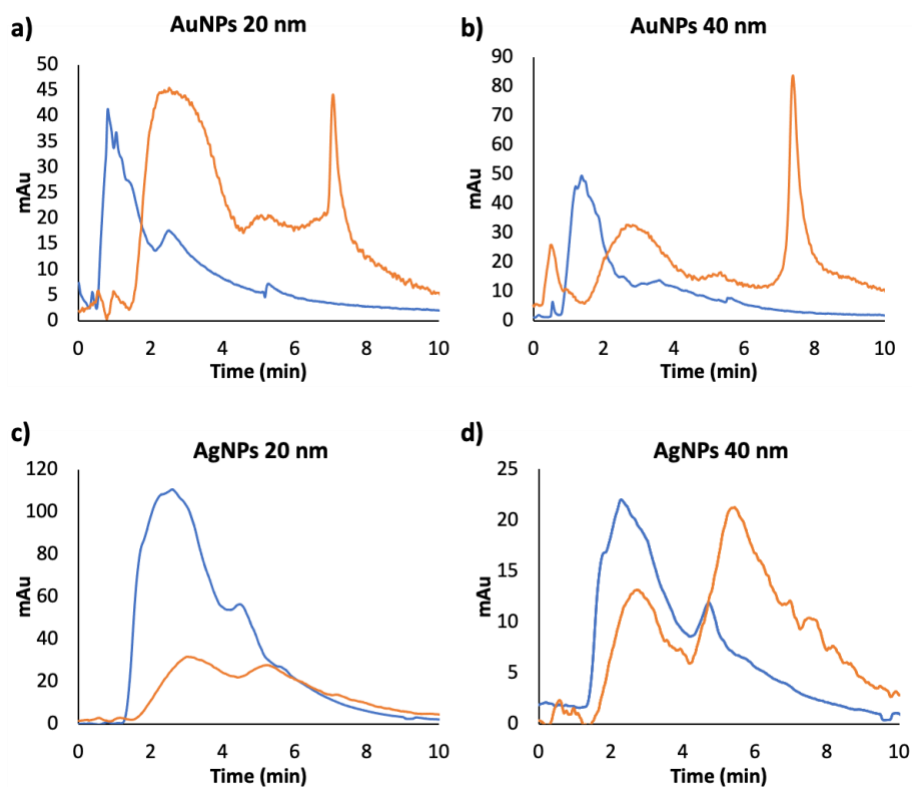 a)
AuNPs 20 nm
50
45
40
35
30
25
20
15
10
5
0
mAu
0 2 4 6 8 10
Time (min)
b)
AuNPs 40 nm
90
80
70
60
50
40
30
20
10
0
mAu
0 2 4 6 8 10
Time (min)
c)
AgNPs 20 nm
120
100
80
60
40
20
0
mAu
0 2 4 6 8 10
Time (min)
d)
AgNPs 40 nm
25
20
15
10
5
0
mAu
0 2 4 6 8 10
Time (min)